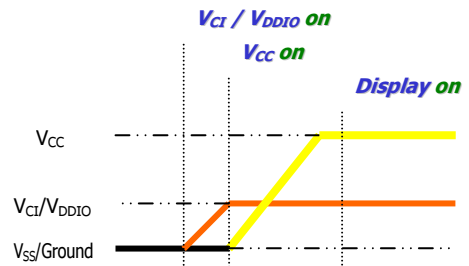 VCI / VDDIO on
VCC on
Display on
VCC
VCI/VDDIO
VSS/Ground